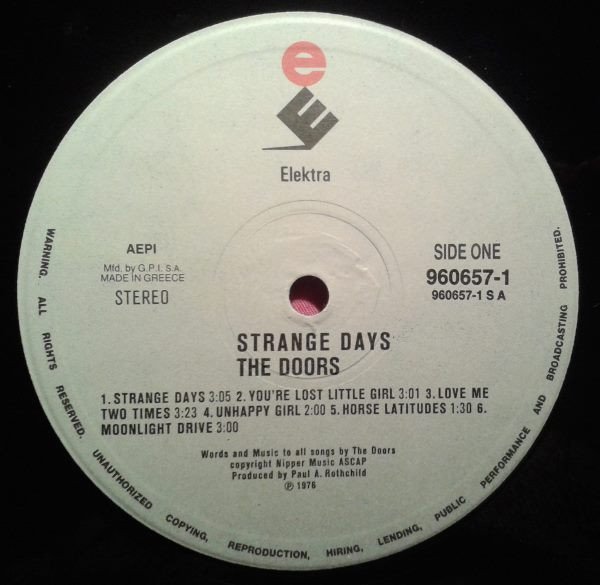 e
E
Elektra
AEPI
Mfd. by G.P.I. S.A.
MADE IN GREECE
STEREO
SIDE ONE
960657-1
960657-1 S A
STRANGE DAYS
THE DOORS
1. STRANGE DAYS 3:05 2. YOU'RE LOST LITTLE GIRL 3:01 3. LOVE ME
TWO TIMES 3:23 4. UNHAPPY GIRL 2:00 5. HORSE LATITUDES 1:30 6.
MOONLIGHT DRIVE 3:00
Words and Music to all songs by The Doors
copyright Nipper Music ASCAP
Produced by Paul A. Rothchild
℗ 1976
WARNING. ALL RIGHTS RESERVED. UNAUTHORIZED COPYING, REPRODUCTION, HIRING, LENDING, PUBLIC PERFORMANCE AND BROADCASTING PROHIBITED.